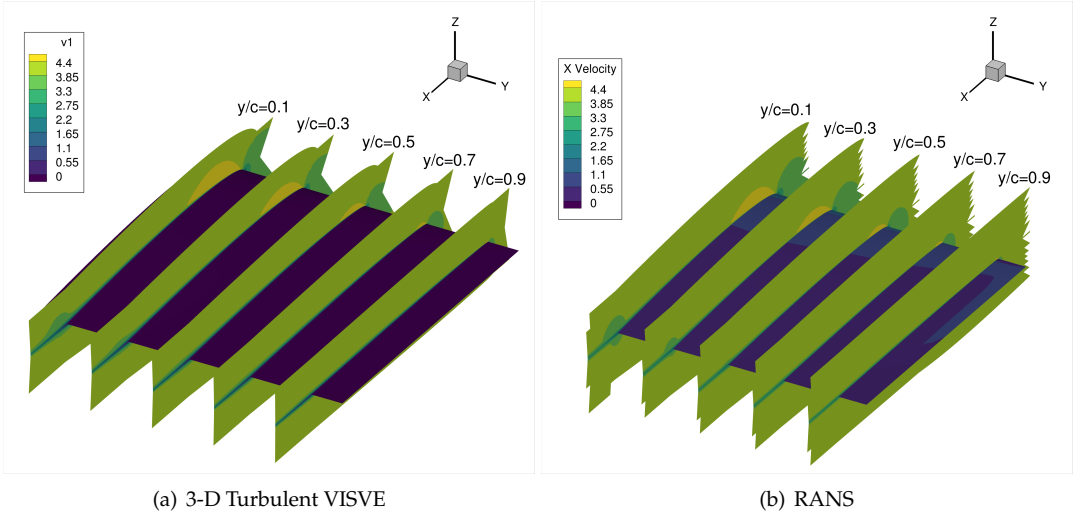 v1
4.4
3.85
3.3
2.75
2.2
1.65
1.1
0.55
0
Z
Y
X
y/c=0.1
y/c=0.3
y/c=0.5
y/c=0.7
y/c=0.9
(a) 3-D Turbulent VISVE
X Velocity
4.4
3.85
3.3
2.75
2.2
1.65
1.1
0.55
0
Z
Y
X
y/c=0.1
y/c=0.3
y/c=0.5
y/c=0.7
y/c=0.9
(b) RANS